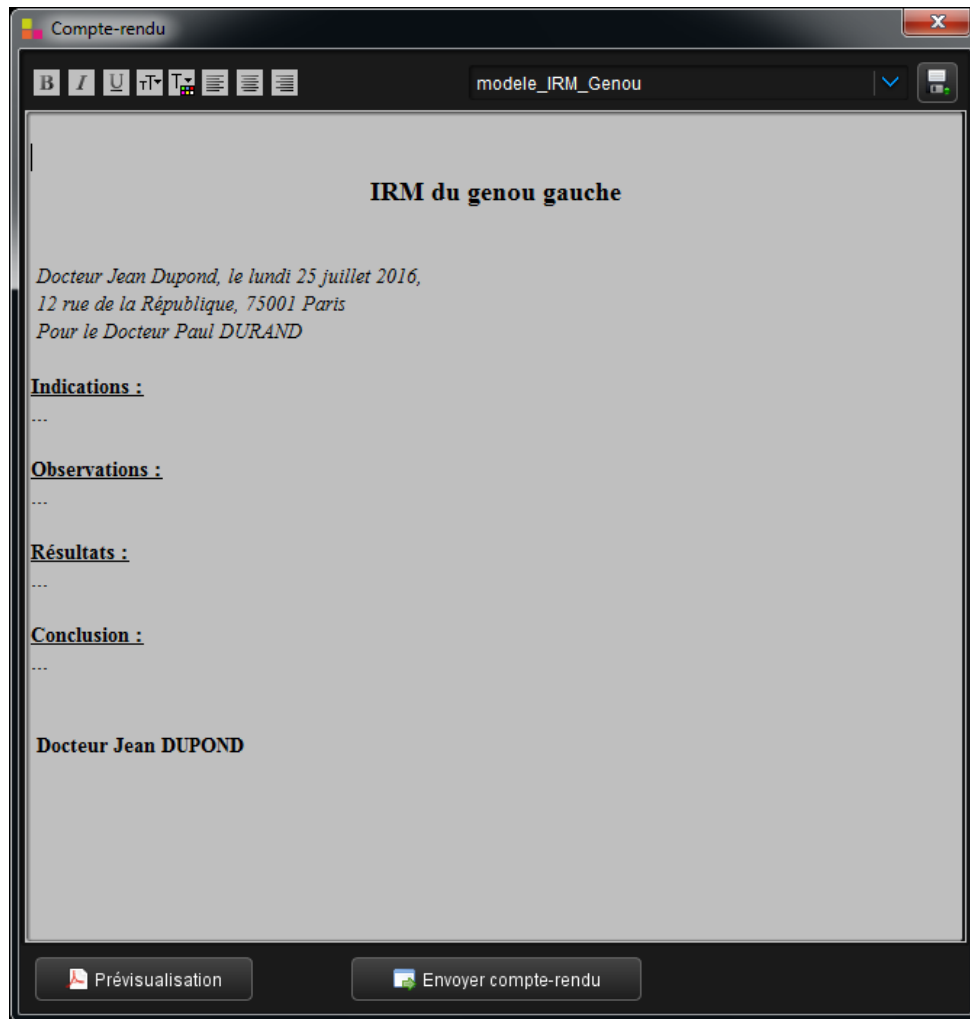 Compte-rendu
B I U
modele_IRM_Genou
IRM du genou gauche
Docteur Jean Dupond, le lundi 25 juillet 2016,
12 rue de la République, 75001 Paris
Pour le Docteur Paul DURAND
Indications :
---
Observations :
---
Résultats :
---
Conclusion :
---
Docteur Jean DUPOND
Prévisualisation
Envoyer compte-rendu